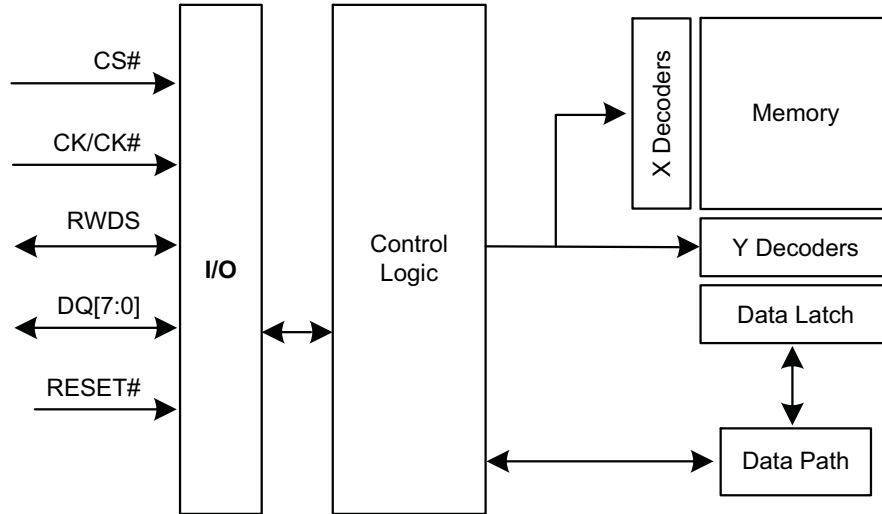 CS#
CK/CK#
RWDS
DQ[7:0]
RESET#
I/O
Control
Logic
X Decoders
Memory
Y Decoders
Data Latch
Data Path